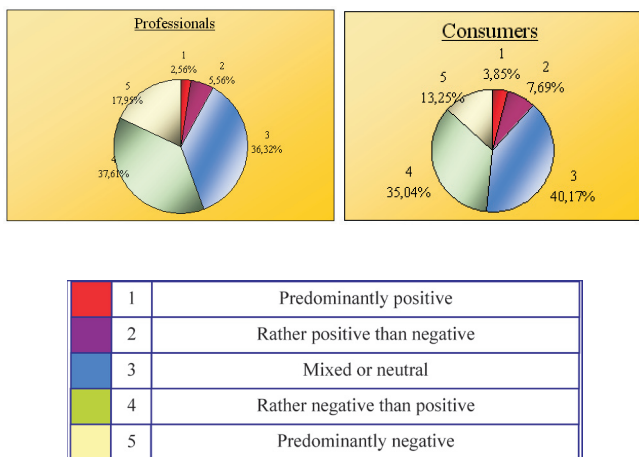 Professionals
1
2,56%
2
5,56%
3
36,32%
4
37,61%
5
17,95%
Consumers
1
3,85%
2
7,69%
3
40,17%
4
35,04%
5
13,25%
1 Predominantly positive
2 Rather positive than negative
3 Mixed or neutral
4 Rather negative than positive
5 Predominantly negative